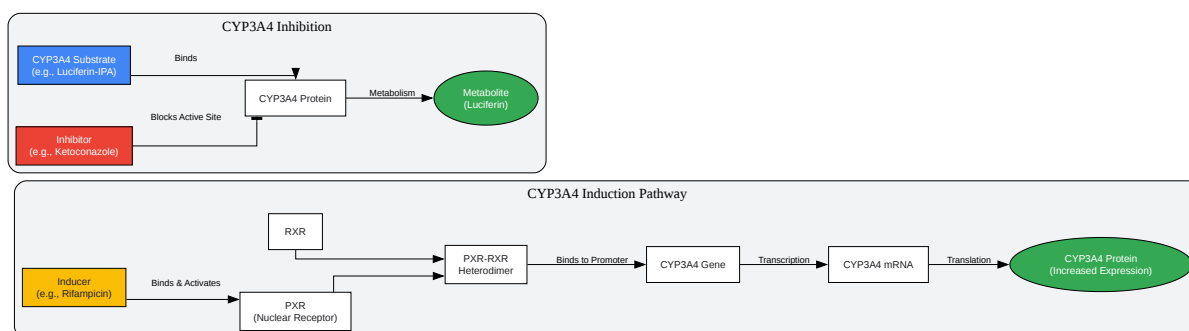 CYP3A4 Inhibition
CYP3A4 Substrate
(e.g., Luciferin-IPA)
Binds
CYP3A4 Protein
Metabolism
Metabolite
(Luciferin)
Blocks Active Site
Inhibitor
(e.g., Ketoconazole)
CYP3A4 Induction Pathway
RXR
PXR-RXR
Heterodimer
Binds to Promoter
CYP3A4 Gene
Transcription
CYP3A4 mRNA
Translation
CYP3A4 Protein
(Increased Expression)
Inducer
(e.g., Rifampicin)
Binds & Activates
PXR
(Nuclear Receptor)